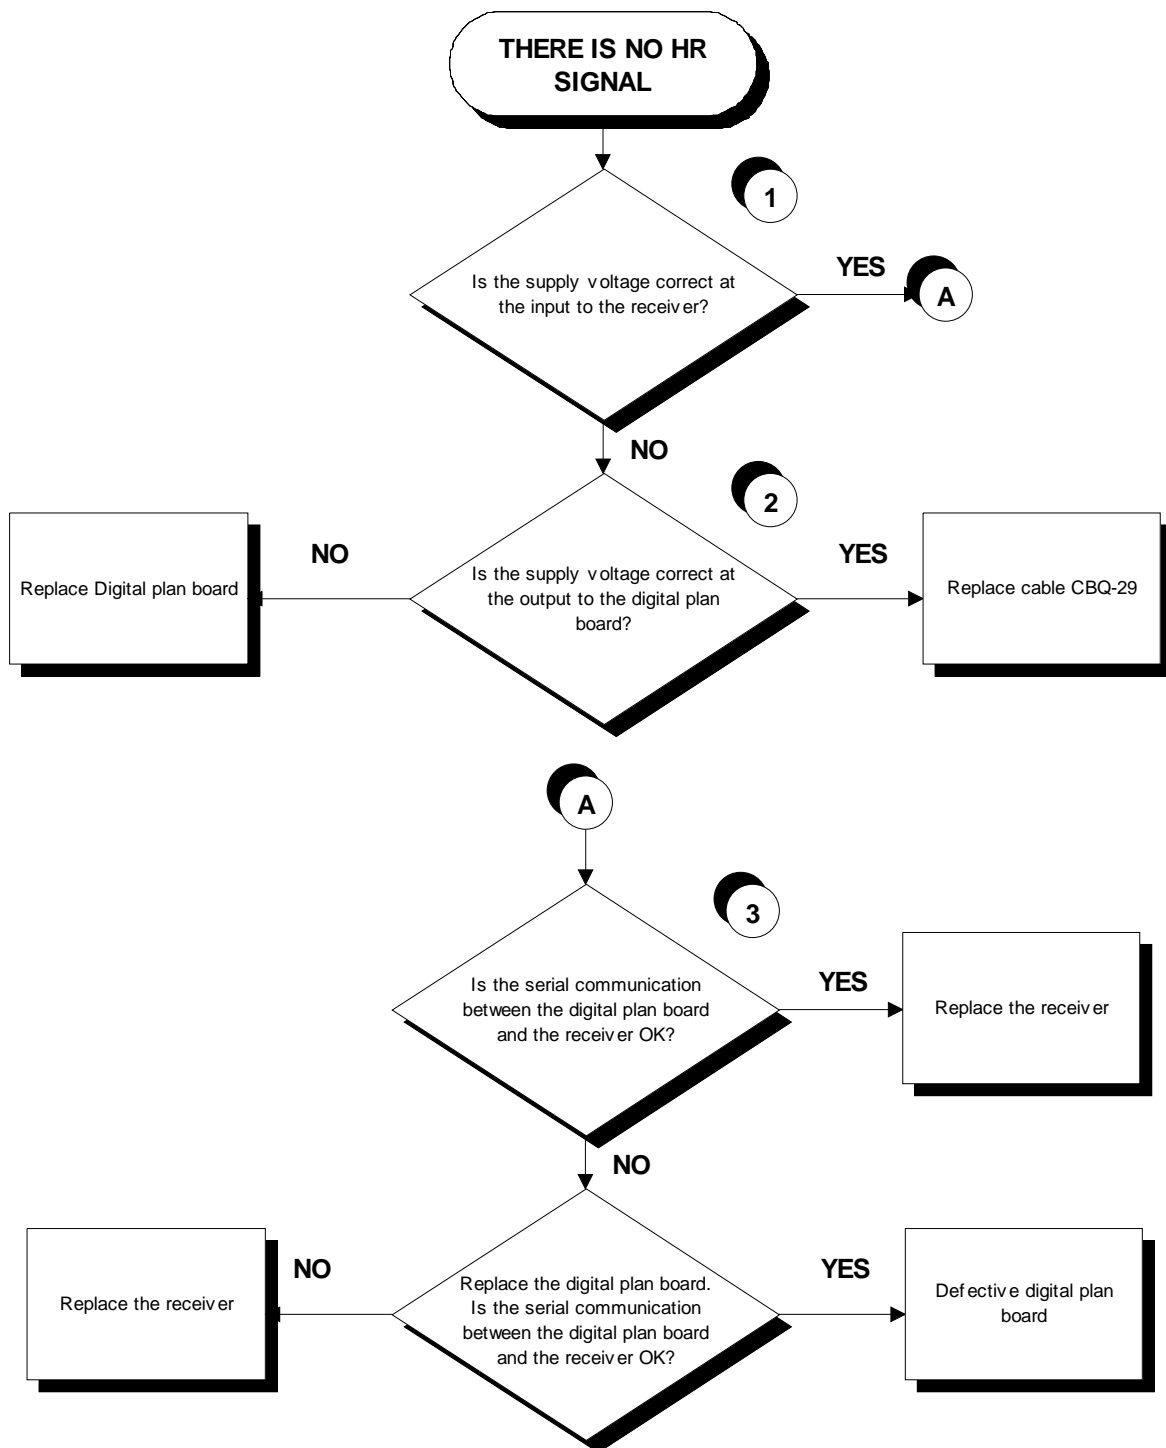 THERE IS NO HR
SIGNAL
1
Is the supply voltage correct at
the input to the receiver?
YES
A
NO
2
Is the supply voltage correct at
the output to the digital plan
board?
NO
Replace Digital plan board
YES
Replace cable CBQ-29
A
3
Is the serial communication
between the digital plan board
and the receiver OK?
YES
Replace the receiver
NO
Replace the digital plan board.
Is the serial communication
between the digital plan board
and the receiver OK?
NO
Replace the receiver
YES
Defective digital plan
board